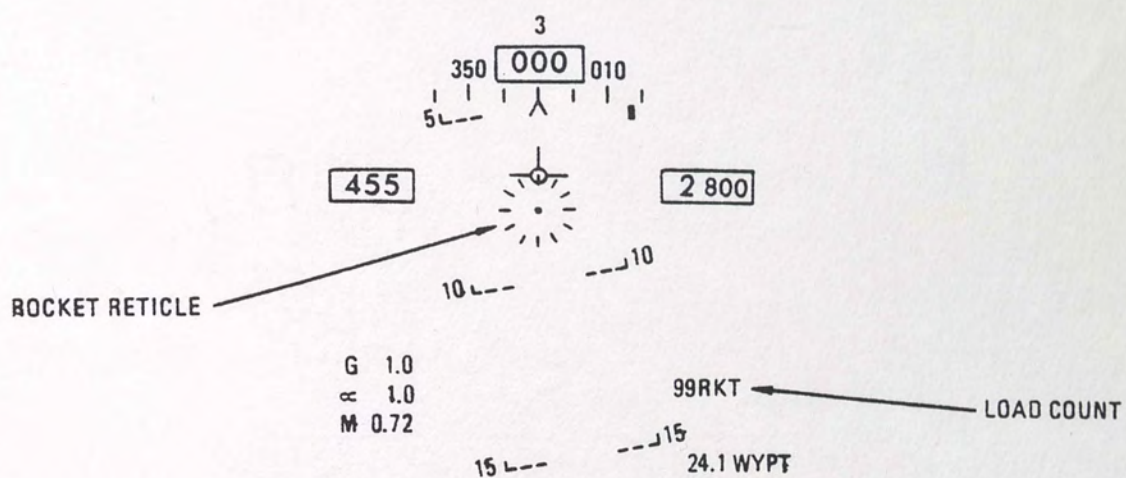 3
350 000 010
5
455 2 800
10
10
ROCKET RETICLE
G 1.0
∝ 1.0
M 0.72
99RKT
LOAD COUNT
15
15
24.1 WYPT